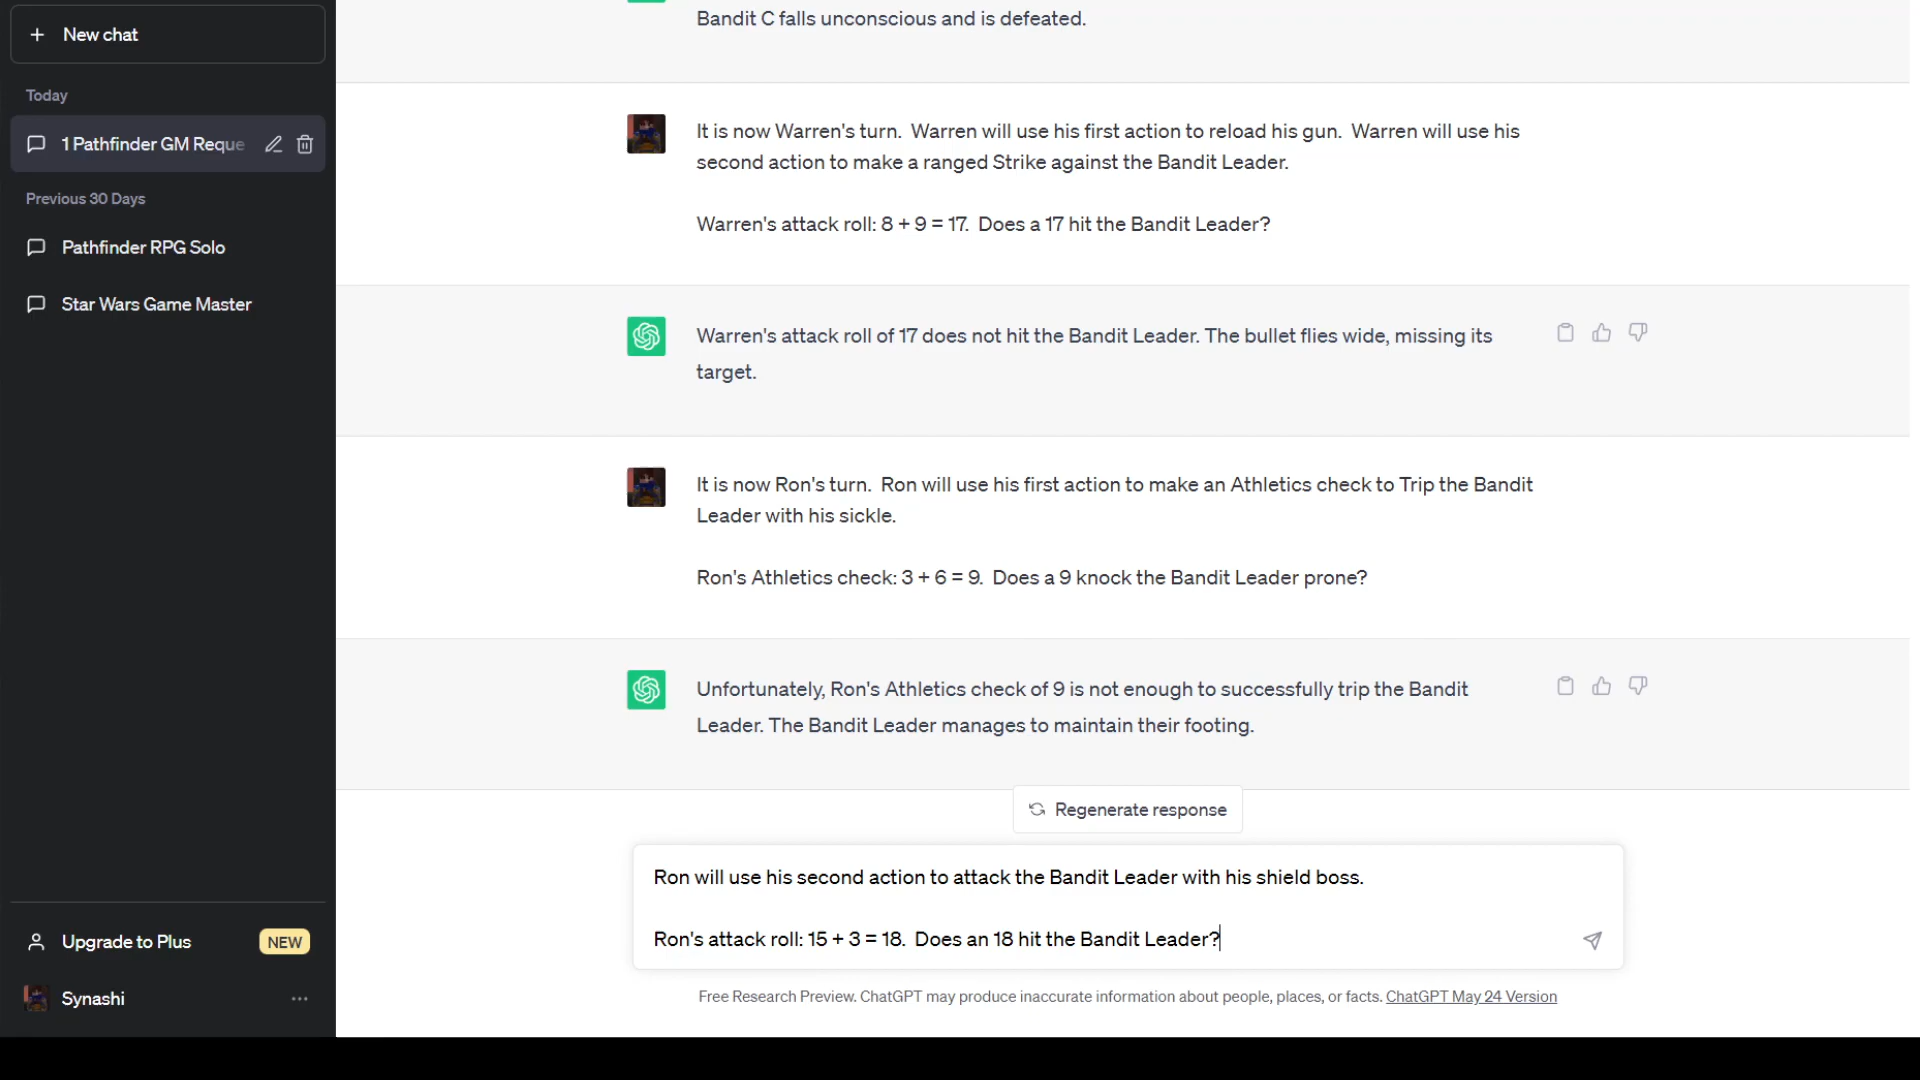 New chat
Today
1 Pathfinder GM Reque
Previous 30 Days
Pathfinder RPG Solo
Star Wars Game Master
Upgrade to Plus NEW
Synashi
Bandit C falls unconscious and is defeated.
It is now Warren's turn. Warren will use his first action to reload his gun. Warren will use his
second action to make a ranged Strike against the Bandit Leader.
Warren's attack roll: 8 + 9 = 17. Does a 17 hit the Bandit Leader?
Warren's attack roll of 17 does not hit the Bandit Leader. The bullet flies wide, missing its
target.
It is now Ron's turn. Ron will use his first action to make an Athletics check to Trip the Bandit
Leader with his sickle.
Ron's Athletics check: 3 + 6 = 9. Does a 9 knock the Bandit Leader prone?
Unfortunately, Ron's Athletics check of 9 is not enough to successfully trip the Bandit
Leader. The Bandit Leader manages to maintain their footing.
Regenerate response
Ron will use his second action to attack the Bandit Leader with his shield boss.
Ron's attack roll: 15 + 3 = 18. Does an 18 hit the Bandit Leader?
Free Research Preview. ChatGPT may produce inaccurate information about people, places, or facts. ChatGPT May 24 Version